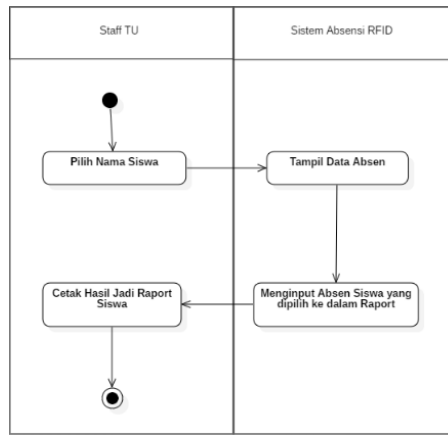 Staff TU
Sistem Absensi RFID
Pilih Nama Siswa
Tampil Data Absen
Cetak Hasil Jadi Raport
Siswa
Menginput Absen Siswa yang
dipilih ke dalam Raport